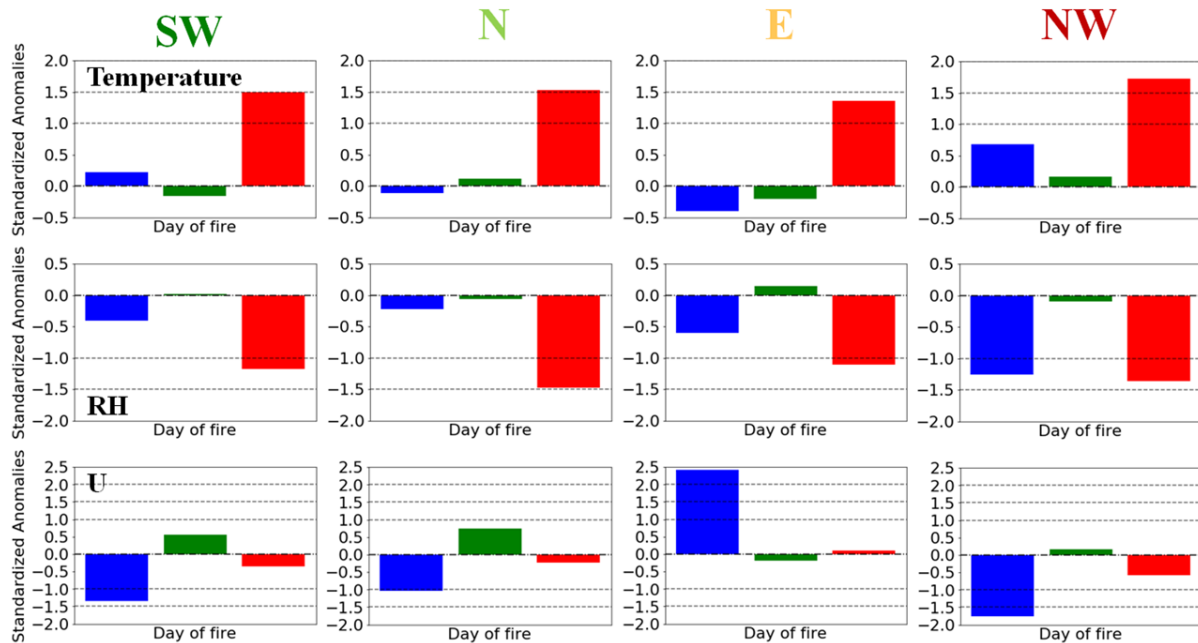 SW N E NW
Standardized Anomalies
Temperature
2.0 2.0 2.0 2.0
1.5 1.5 1.5 1.5
1.0 1.0 1.0 1.0
0.5 0.5 0.5 0.5
0.0 0.0 0.0 0.0
−0.5 −0.5 −0.5 −0.5
Day of fire Day of fire Day of fire Day of fire
Standardized Anomalies
0.5 0.5 0.5 0.5
0.0 0.0 0.0 0.0
−0.5 −0.5 −0.5 −0.5
−1.0 −1.0 −1.0 −1.0
−1.5 −1.5 −1.5 −1.5
RH
−2.0 −2.0 −2.0 −2.0
Day of fire Day of fire Day of fire Day of fire
Standardized Anomalies
2.5 2.5 2.5 2.5
U
2.0 2.0 2.0 2.0
1.5 1.5 1.5 1.5
1.0 1.0 1.0 1.0
0.5 0.5 0.5 0.5
0.0 0.0 0.0 0.0
−0.5 −0.5 −0.5 −0.5
−1.0 −1.0 −1.0 −1.0
−1.5 −1.5 −1.5 −1.5
−2.0 −2.0 −2.0 −2.0
Day of fire Day of fire Day of fire Day of fire